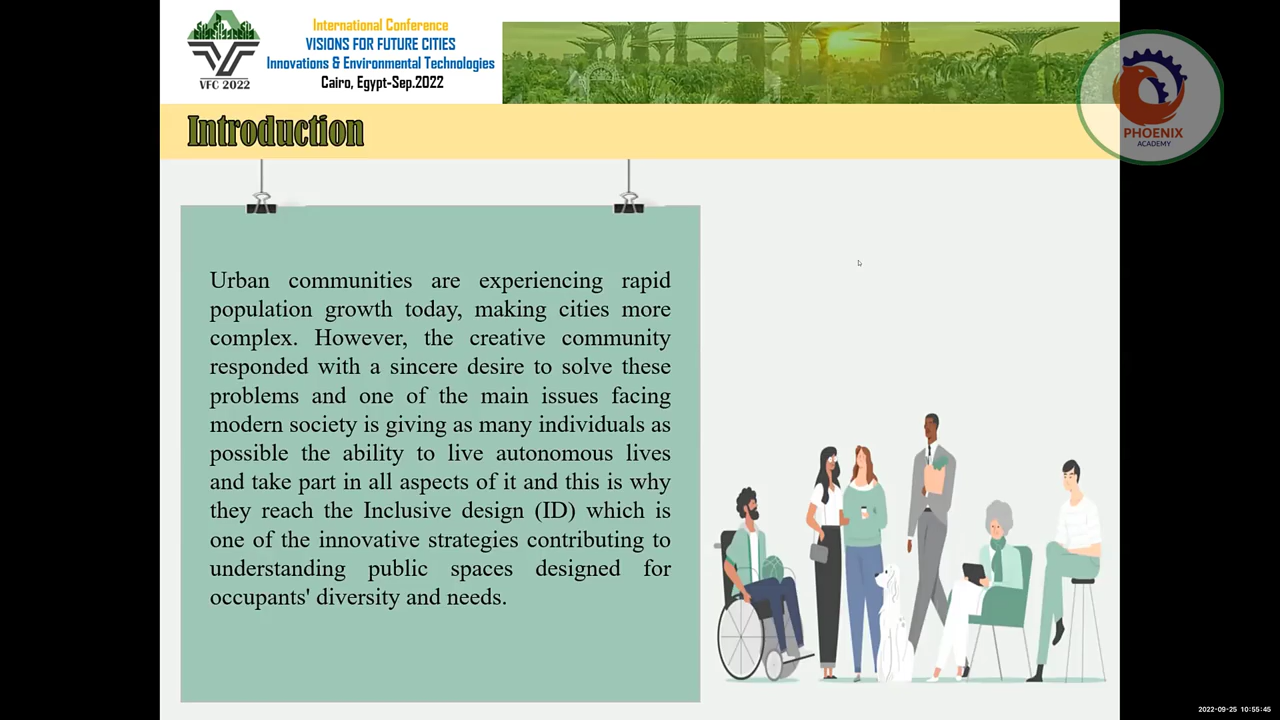 International Conference
VISIONS FOR FUTURE CITIES
Innovations & Environmental Technologies
Cairo, Egypt-Sep.2022
VFC 2022
PHOENIX
ACADEMY
Introduction
Urban communities are experiencing rapid
population growth today, making cities more
complex. However, the creative community
responded with a sincere desire to solve these
problems and one of the main issues facing
modern society is giving as many individuals as
possible the ability to live autonomous lives
and take part in all aspects of it and this is why
they reach the Inclusive design (ID) which is
one of the innovative strategies contributing to
understanding public spaces designed for
occupants' diversity and needs.
2022-09-25 10:55:45